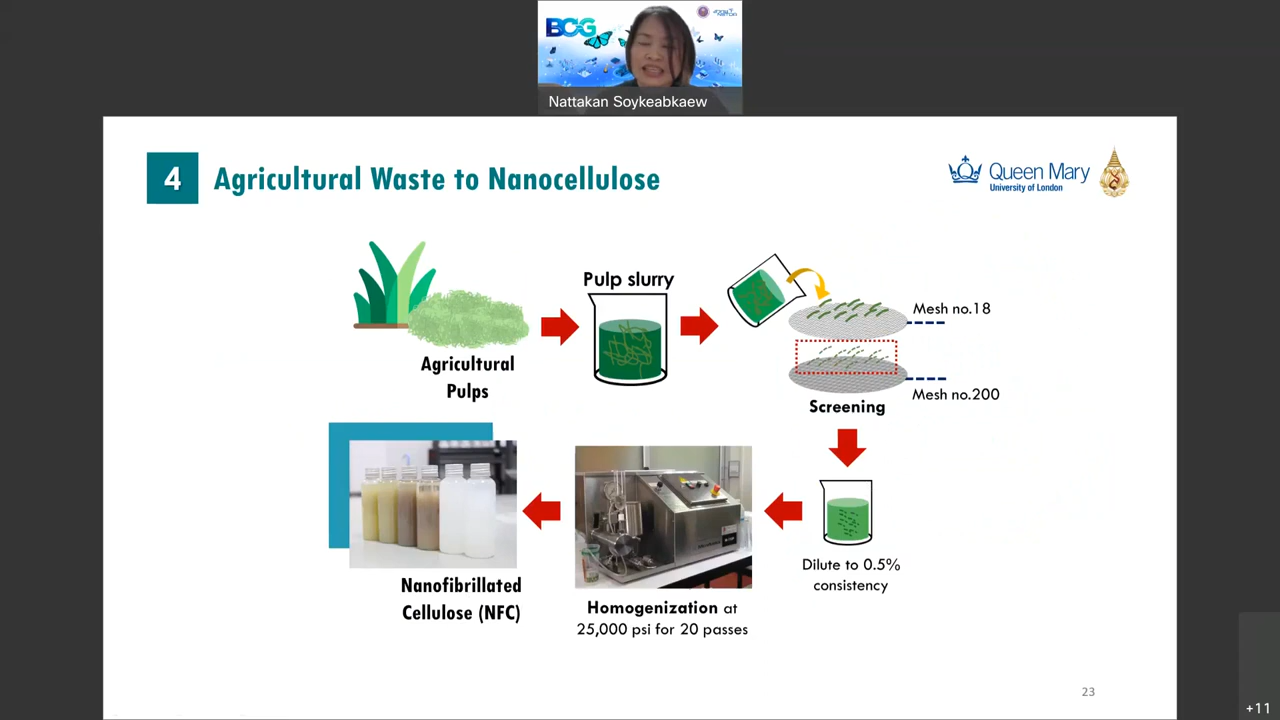 BCG
Nattakan Soykeabkaew
4
Agricultural Waste to Nanocellulose
Queen Mary
University of London
Pulp slurry
Agricultural
Pulps
Mesh no.18
Mesh no.200
Screening
Dilute to 0.5%
consistency
Homogenization at
25,000 psi for 20 passes
Nanofibrillated
Cellulose (NFC)
23
+11